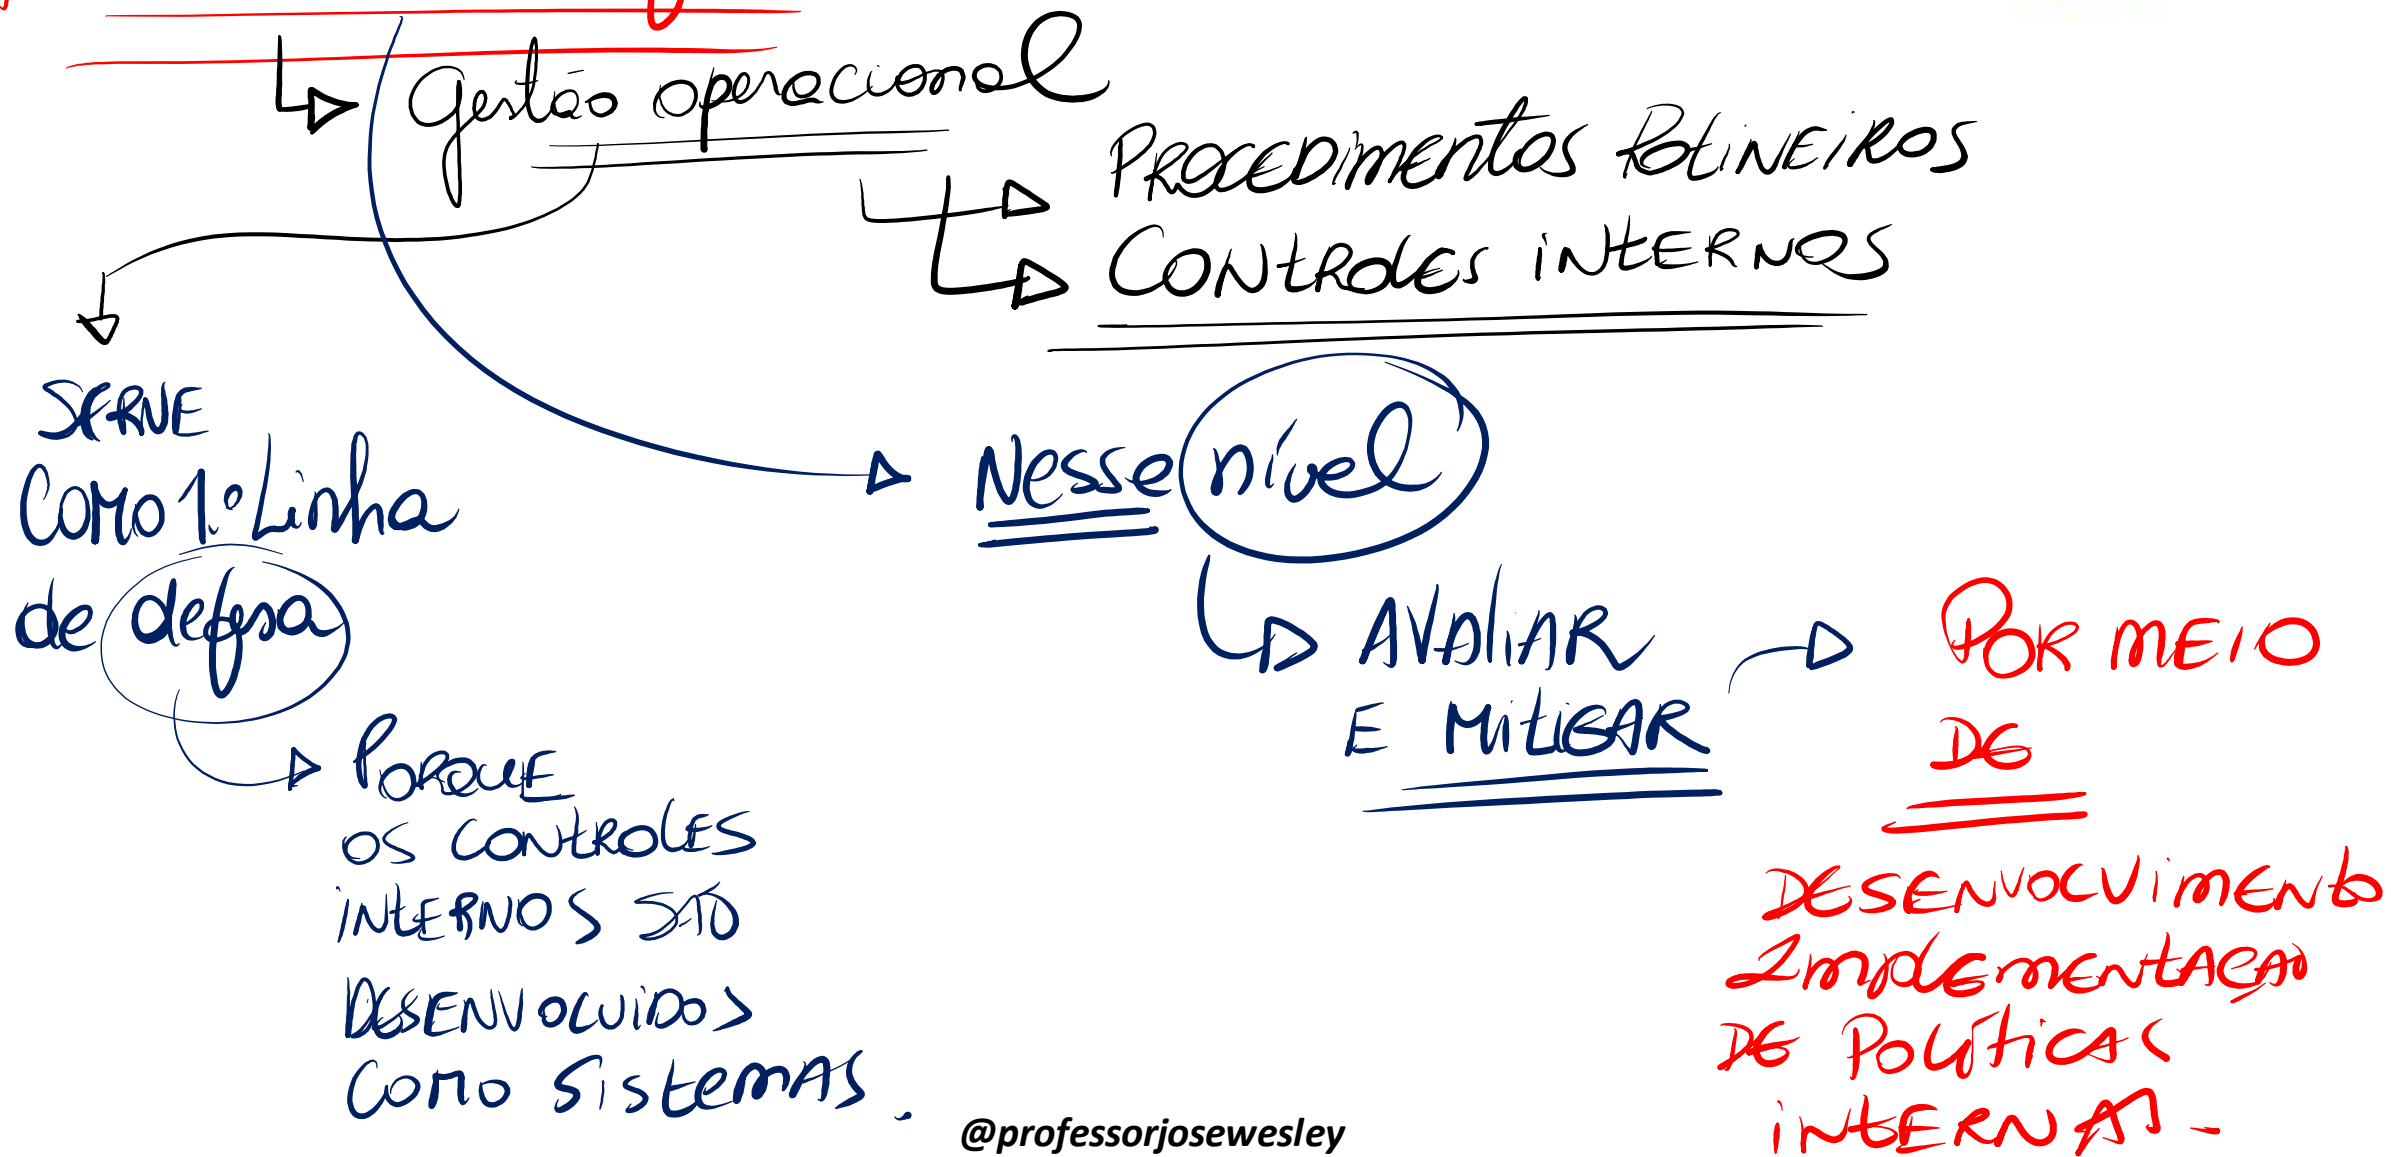 Gestão operacional
PROCEDIMENTOS ROTINEIROS
CONTROLES INTERNOS
SERVE
COMO 1.º Linha
de defesa
PORQUE
OS CONTROLES
INTERNOS SÃO
DESENVOLVIDOS
COMO SISTEMAS.
Nesse nível
AVALIAR
E MITIGAR
POR MEIO
DE
DESENVOLVIMENTO
IMPLEMENTAÇÃO
DE POLÍTICAS
INTERNAS.
@professorjosewesley